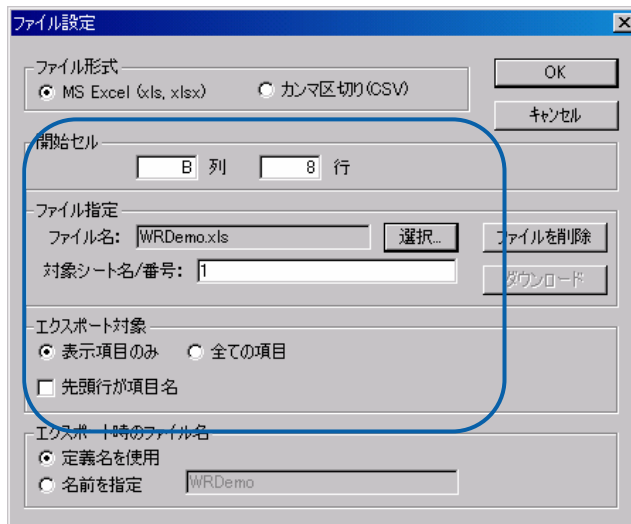 ファイル設定
ファイル形式
MS Excel (xls, xlsx) カンマ区切り(CSV)
OK
キャンセル
開始セル
B 列 8 行
ファイル指定
ファイル名: WRDemo.xls 選択... ファイルを削除
対象シート名/番号: 1 ダウンロード
エクスポート対象
表示項目のみ 全ての項目
先頭行が項目名
エクスポート時のファイル名
定義名を使用
名前を指定 WRDemo